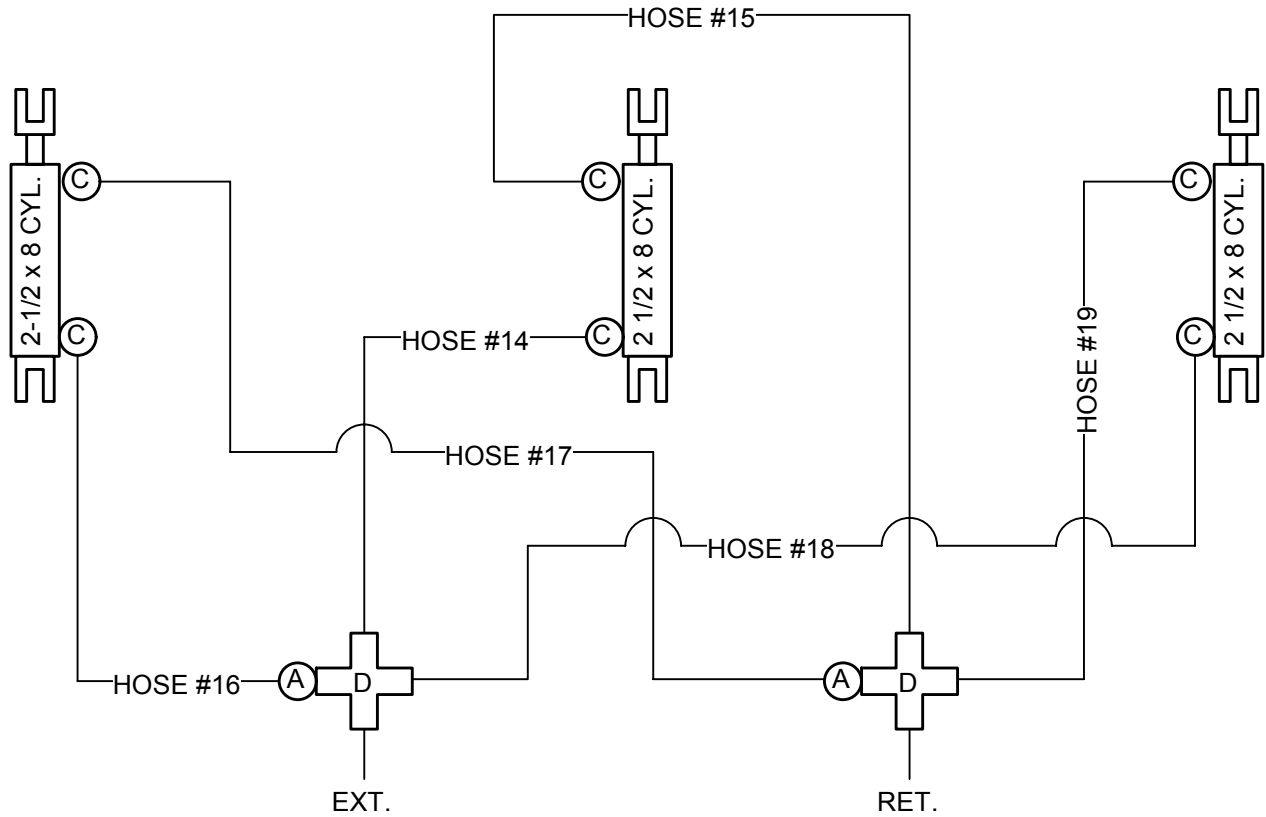 HOSE #15
C
C
C
2-1/2 x 8 CYL.
2 1/2 x 8 CYL.
2 1/2 x 8 CYL.
C
HOSE #14
C
C
HOSE #19
HOSE #17
HOSE #18
HOSE #16
A
D
A
D
EXT.
RET.